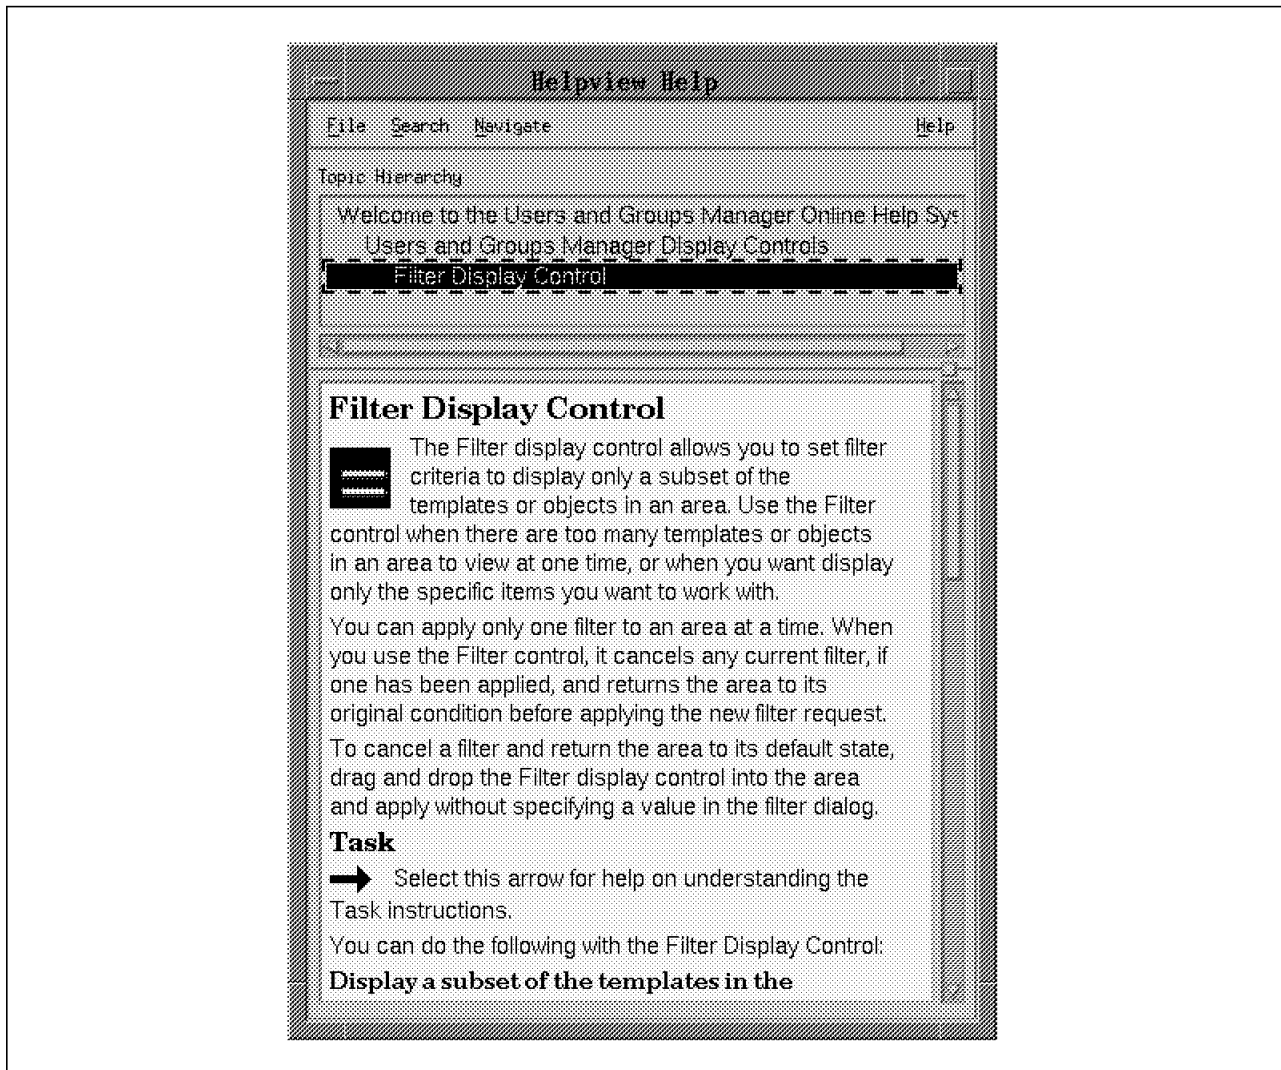 Helpview Help
File Search Navigate Help
Topic Hierarchy
Welcome to the Users and Groups Manager Online Help Sys
Users and Groups Manager Display Controls
Filter Display Control
Filter Display Control
The Filter display control allows you to set filter
criteria to display only a subset of the
templates or objects in an area. Use the Filter
control when there are too many templates or objects
in an area to view at one time, or when you want display
only the specific items you want to work with.
You can apply only one filter to an area at a time. When
you use the Filter control, it cancels any current filter, if
one has been applied, and returns the area to its
original condition before applying the new filter request.
To cancel a filter and return the area to its default state,
drag and drop the Filter display control into the area
and apply without specifying a value in the filter dialog.
Task
Select this arrow for help on understanding the
Task instructions.
You can do the following with the Filter Display Control:
Display a subset of the templates in the